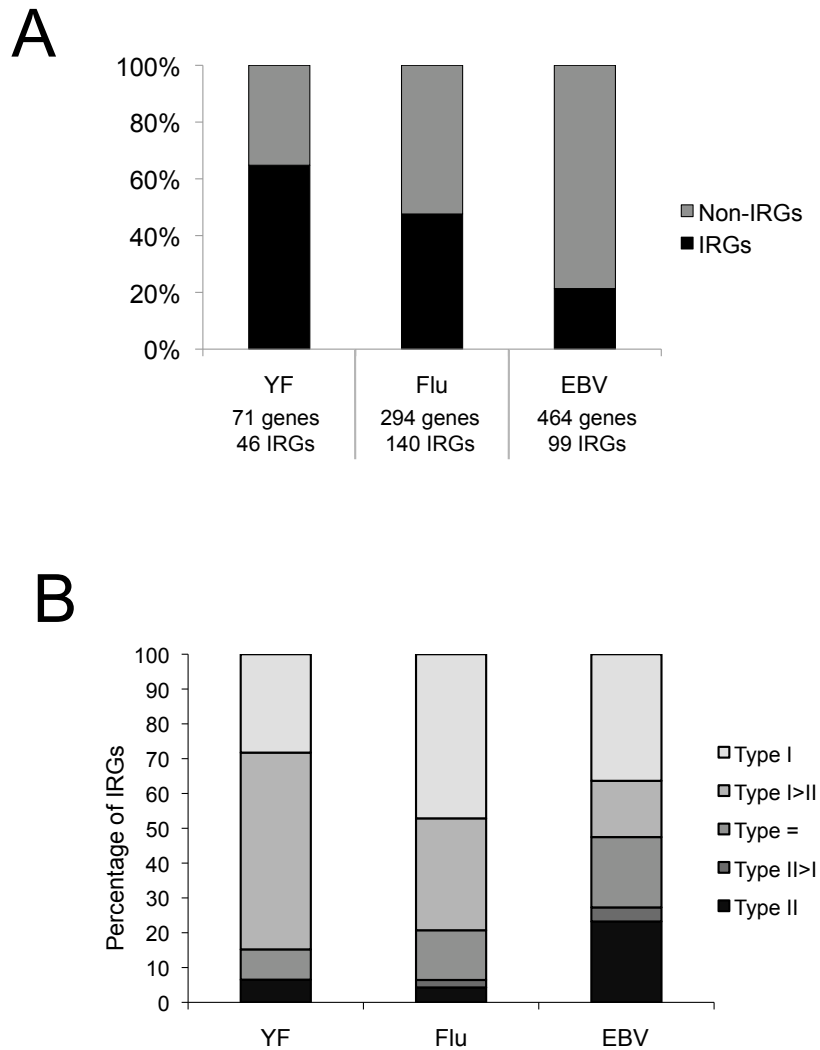 A
100%
80%
60%
40%
20%
0%
Non-IRGs
IRGs
YF
71 genes
46 IRGs
Flu
294 genes
140 IRGs
EBV
464 genes
99 IRGs
B
Percentage of IRGs
100
90
80
70
60
50
40
30
20
10
0
Type I
Type I>II
Type =
Type II>I
Type II
YF
Flu
EBV